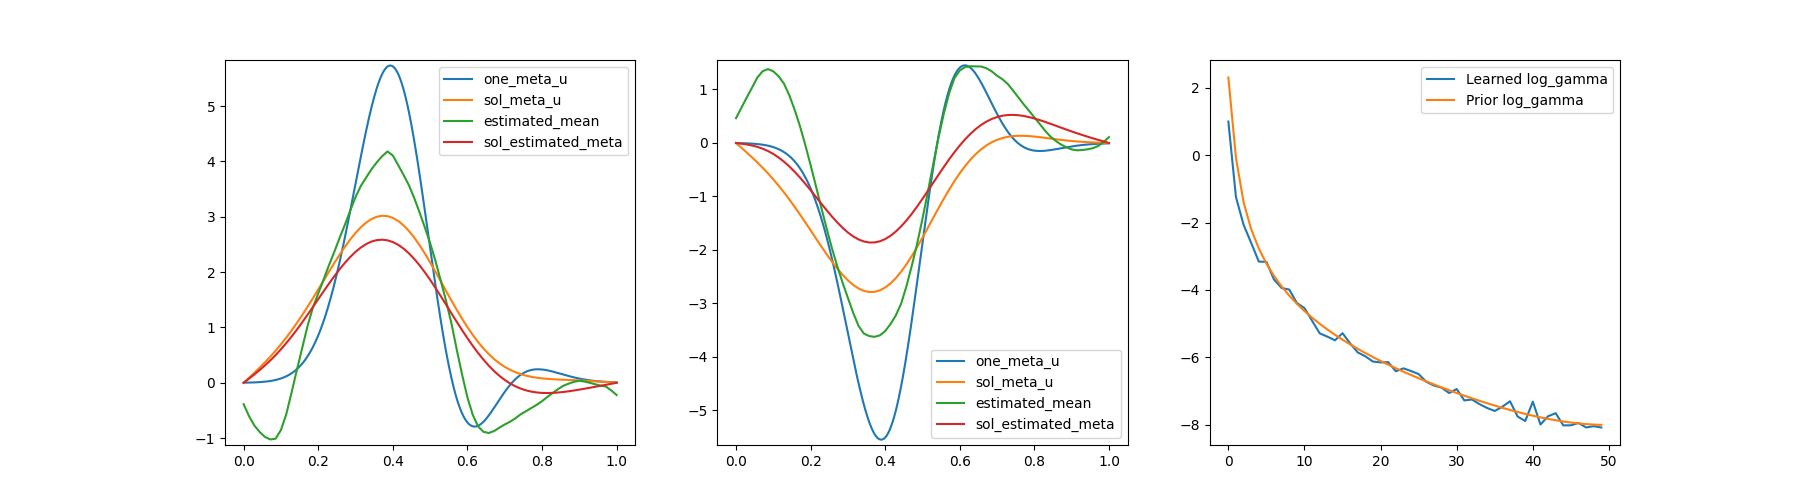 one_meta_u
sol_meta_u
estimated_mean
sol_estimated_meta
5
4
3
2
1
0
−1
0.0 0.2 0.4 0.6 0.8 1.0
1
0
−1
−2
−3
−4
−5
one_meta_u
sol_meta_u
estimated_mean
sol_estimated_meta
0.0 0.2 0.4 0.6 0.8 1.0
Learned log_gamma
Prior log_gamma
2
0
−2
−4
−6
−8
0 10 20 30 40 50